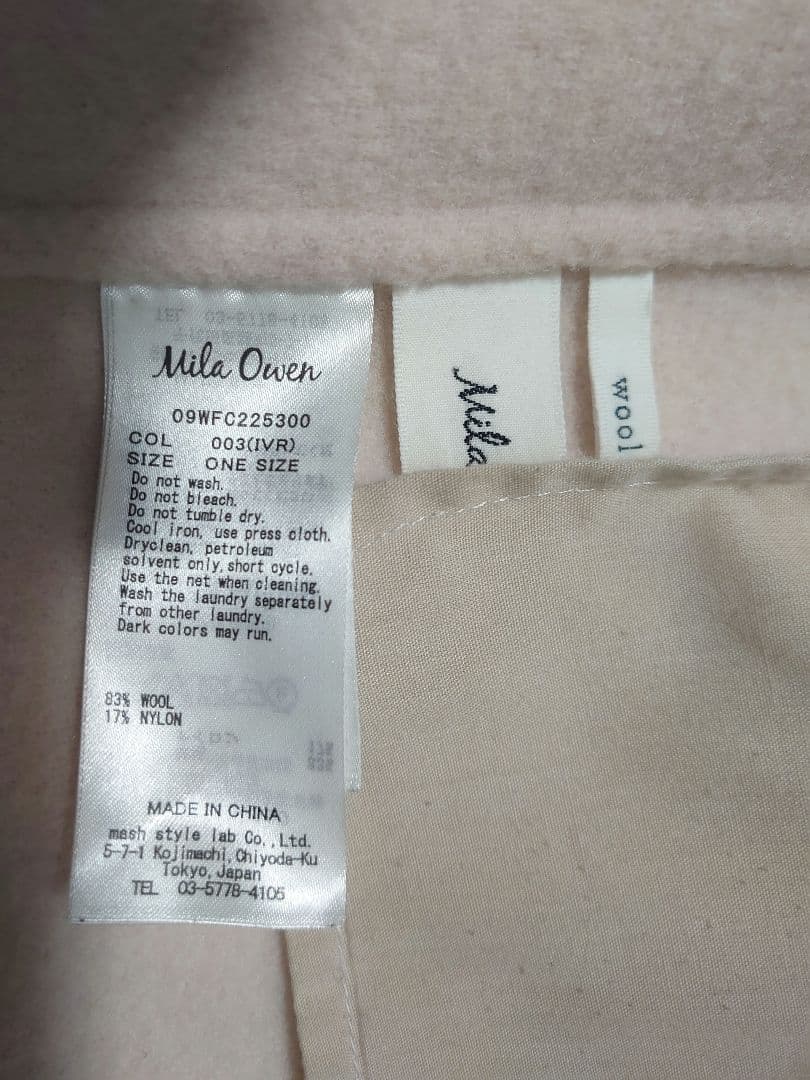 Mila Owen
09WFC225300
COL 003(IVR)
SIZE ONE SIZE
Do not wash.
Do not bleach.
Do not tumble dry.
Cool iron, use press cloth.
Dryclean, petroleum
solvent only, short cycle.
Use the net when cleaning.
Wash the laundry separately
from other laundry.
Dark colors may run.
83% WOOL
17% NYLON
MADE IN CHINA
mash style lab Co.,Ltd.
5-7-1 Kojimachi,Chiyoda-Ku
Tokyo,Japan
TEL 03-5778-4105
Mila
wool